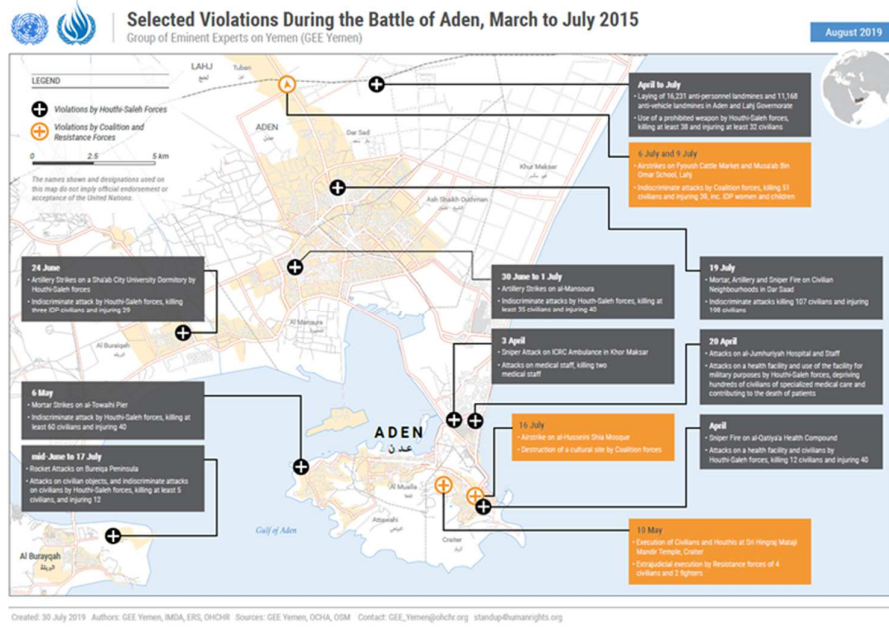 Selected Violations During the Battle of Aden, March to July 2015
Group of Eminent Experts on Yemen (GEE Yemen)
August 2019
LEGEND
Violations by Houthi-Saleh Forces
Violations by Coalition and
Resistance Forces
0 2.5 5 km
The names shown and designations used on
this map do not imply official endorsement or
acceptance of the United Nations.
LAHJ
لحج
Tuban
تبن
ADEN
عدن
Dar Sad
Khur Maksar
Ash Shaikh Outhman
Al Mansura
Al Buraiqah
April to July
• Laying of 16,231 anti-personnel landmines and 11,168
anti-vehicle landmines in Aden and Lahj Governorate
• Use of a prohibited weapon by Houthi-Saleh forces,
killing at least 38 and injuring at least 32 civilians
6 July and 9 July
• Airstrikes on Fyoush Cattle Market and Musa'ab Bin
Omar School, Lahj
• Indiscriminate attacks by Coalition forces, killing 51
civilians and injuring 39, inc. IDP women and children
24 June
• Artillery Strikes on a Sha'ab City University Dormitory by
Houthi-Saleh forces
• Indiscriminate attack by Houthi-Saleh forces, killing
three IDP civilians and injuring 29
30 June to 1 July
• Artillery Strikes on al-Mansoura
• Indiscriminate attacks by Houthi-Saleh forces, killing at
least 35 civilians and injuring 40
19 July
• Mortar, Artillery and Sniper Fire on Civilian
Neighbourhoods in Dar Saad
• Indiscriminate attacks killing 107 civilians and injuring
198 civilians
3 April
• Sniper Attack on ICRC Ambulance in Khor Maksar
• Attacks on medical staff, killing two
medical staff
20 April
• Attacks on al-Jumhuriyah Hospital and Staff
• Attacks on a health facility and use of the facility for
military purposes by Houthi-Saleh forces, depriving
hundreds of civilians of specialized medical care and
contributing to the death of patients
6 May
• Mortar Strikes on al-Tawahi Pier
• Indiscriminate attack by Houthi-Saleh forces, killing at
least 60 civilians and injuring 40
16 July
• Airstrike on al-Hussein Shia Mosque
• Destruction of a cultural site by Coalition forces
April
• Sniper Fire on al-Qatiya'a Health Compound
• Attacks on a health facility and civilians by
Houthi-Saleh forces, killing 12 civilians and injuring 40
mid-June to 17 July
• Rocket Attacks on Bureiqa Peninsula
• Attacks on civilian objects, and indiscriminate attacks
on civilians by Houthi-Saleh forces, killing at least 5
civilians, and injuring 12
10 May
• Execution of Civilians and Houthis at Sri Hingraj Mataji
Mandir Temple, Craiter
• Extrajudicial execution by Resistance forces of 4
civilians and 2 fighters
ADEN
عدن
Al Mualla
Attawahi
Craiter
Gulf of Aden
Al Burayqah
البريقة
Created: 30 July 2019 Authors: GEE Yemen, IMDA, ERS, OHCHR Sources: GEE Yemen, OCHA, OSM Contact: GEE_Yemen@ohchr.org standup4humanrights.org